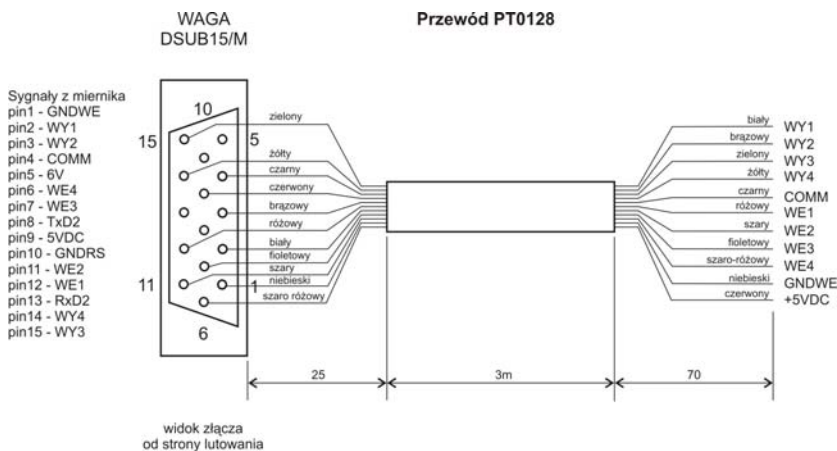 WAGA
DSUB15/M
Przewód PT0128
Sygnały z miernika
pin1 - GNDWE
pin2 - WY1
pin3 - WY2
pin4 - COMM
pin5 - 6V
pin6 - WE4
pin7 - WE3
pin8 - TxD2
pin9 - 5VDC
pin10 - GNDRS
pin11 - WE2
pin12 - WE1
pin13 - RxD2
pin14 - WY4
pin15 - WY3
10
15
5
11
1
6
zielony
żółty
czarny
czerwony
brązowy
różowy
biały
fioletowy
szary
niebieski
szaro różowy
biały WY1
brązowy WY2
zielony WY3
żółty WY4
czarny COMM
różowy WE1
szary WE2
fioletowy WE3
szaro-różowy WE4
niebieski GNDWE
czerwony +5VDC
25
3m
70
widok złącza
od strony lutowania